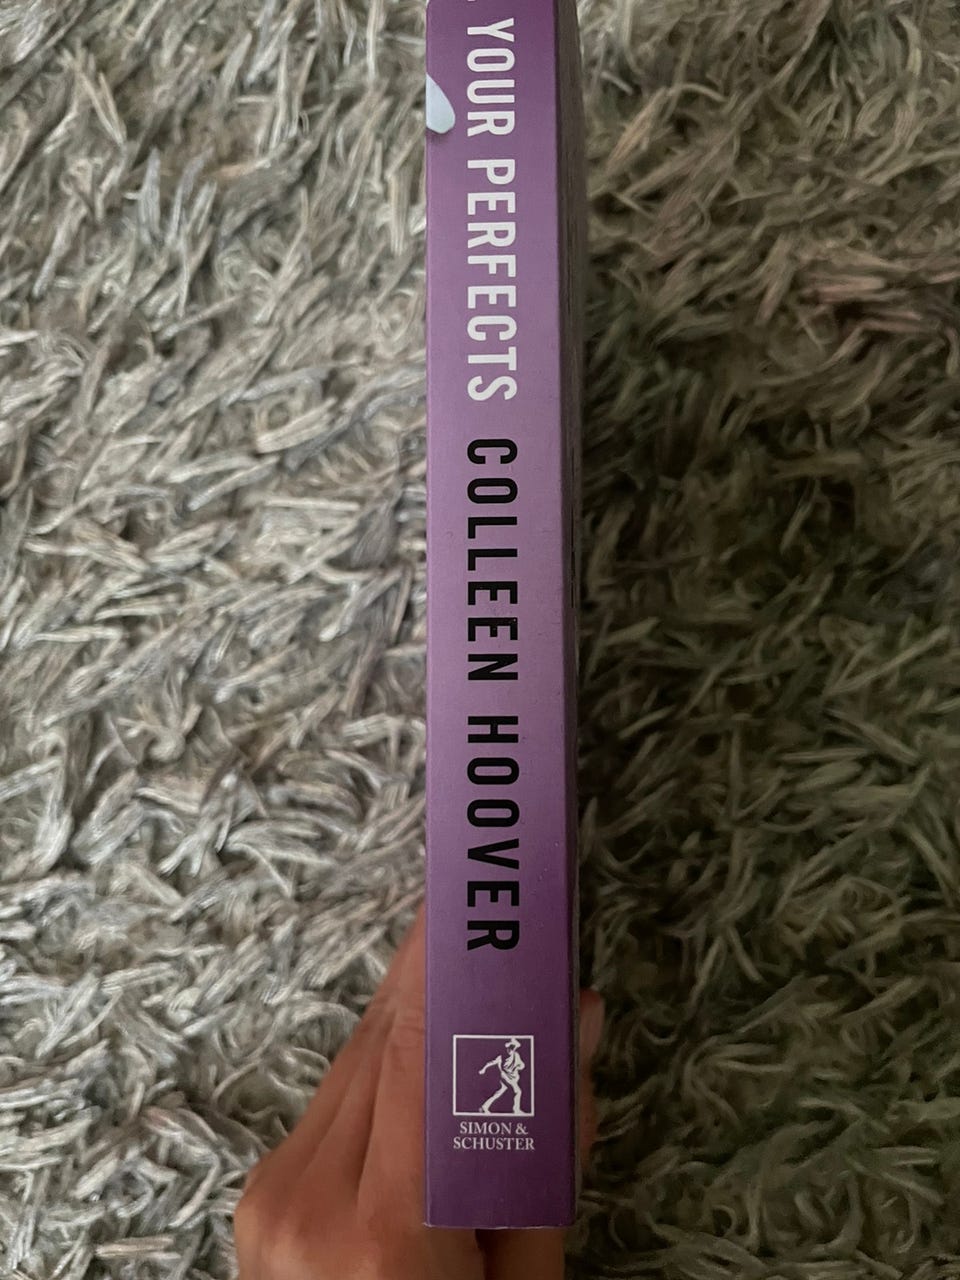 YOUR PERFECTS COLLEEN HOOVER
SIMON &
SCHUSTER